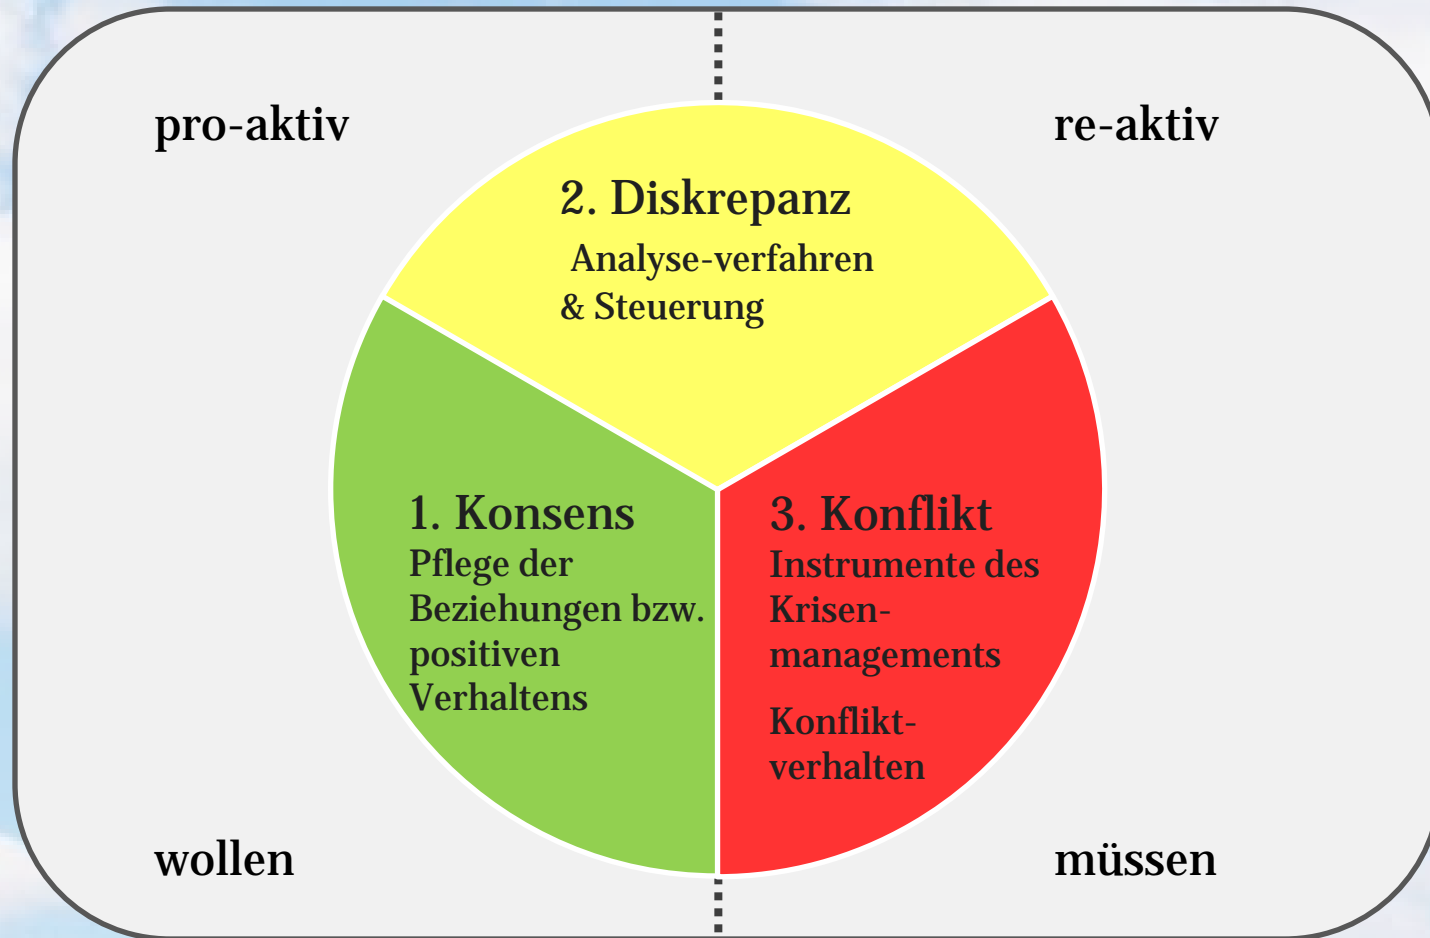 pro-aktiv
re-aktiv
2. Diskrepanz
Analyse-verfahren
& Steuerung
1. Konsens
Pflege der
Beziehungen bzw.
positiven
Verhaltens
3. Konflikt
Instrumente des
Krisen-
managements
Konflikt-
verhalten
wollen
müssen